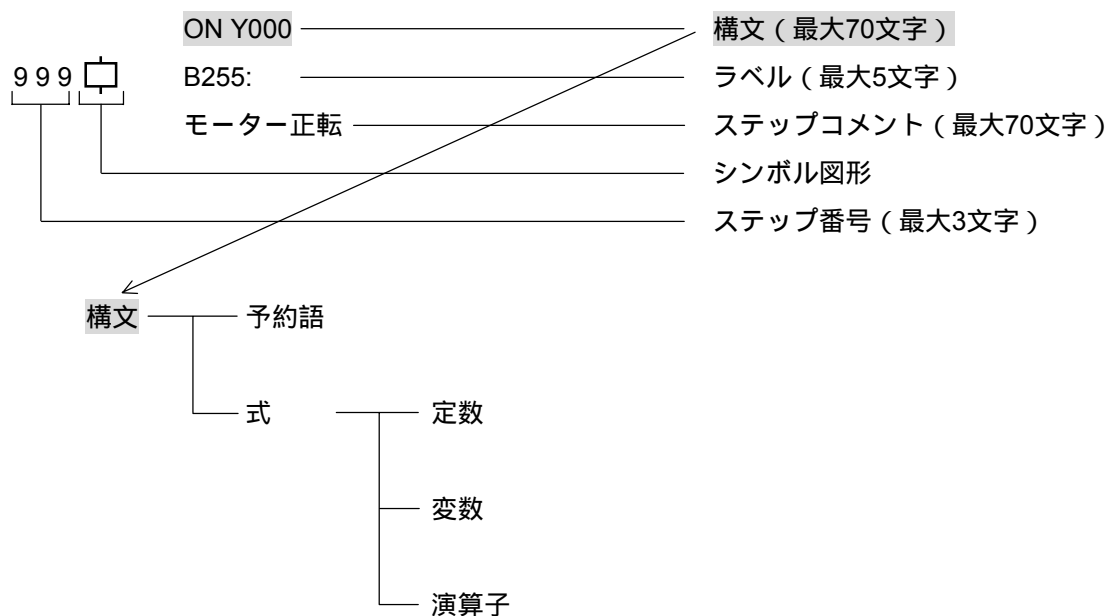 ON Y000 構文（最大70文字）
999 B255: ラベル（最大5文字）
モーター正転 ステップコメント（最大70文字）
シンボル図形
ステップ番号（最大3文字）
構文 予約語
式 定数
変数
演算子